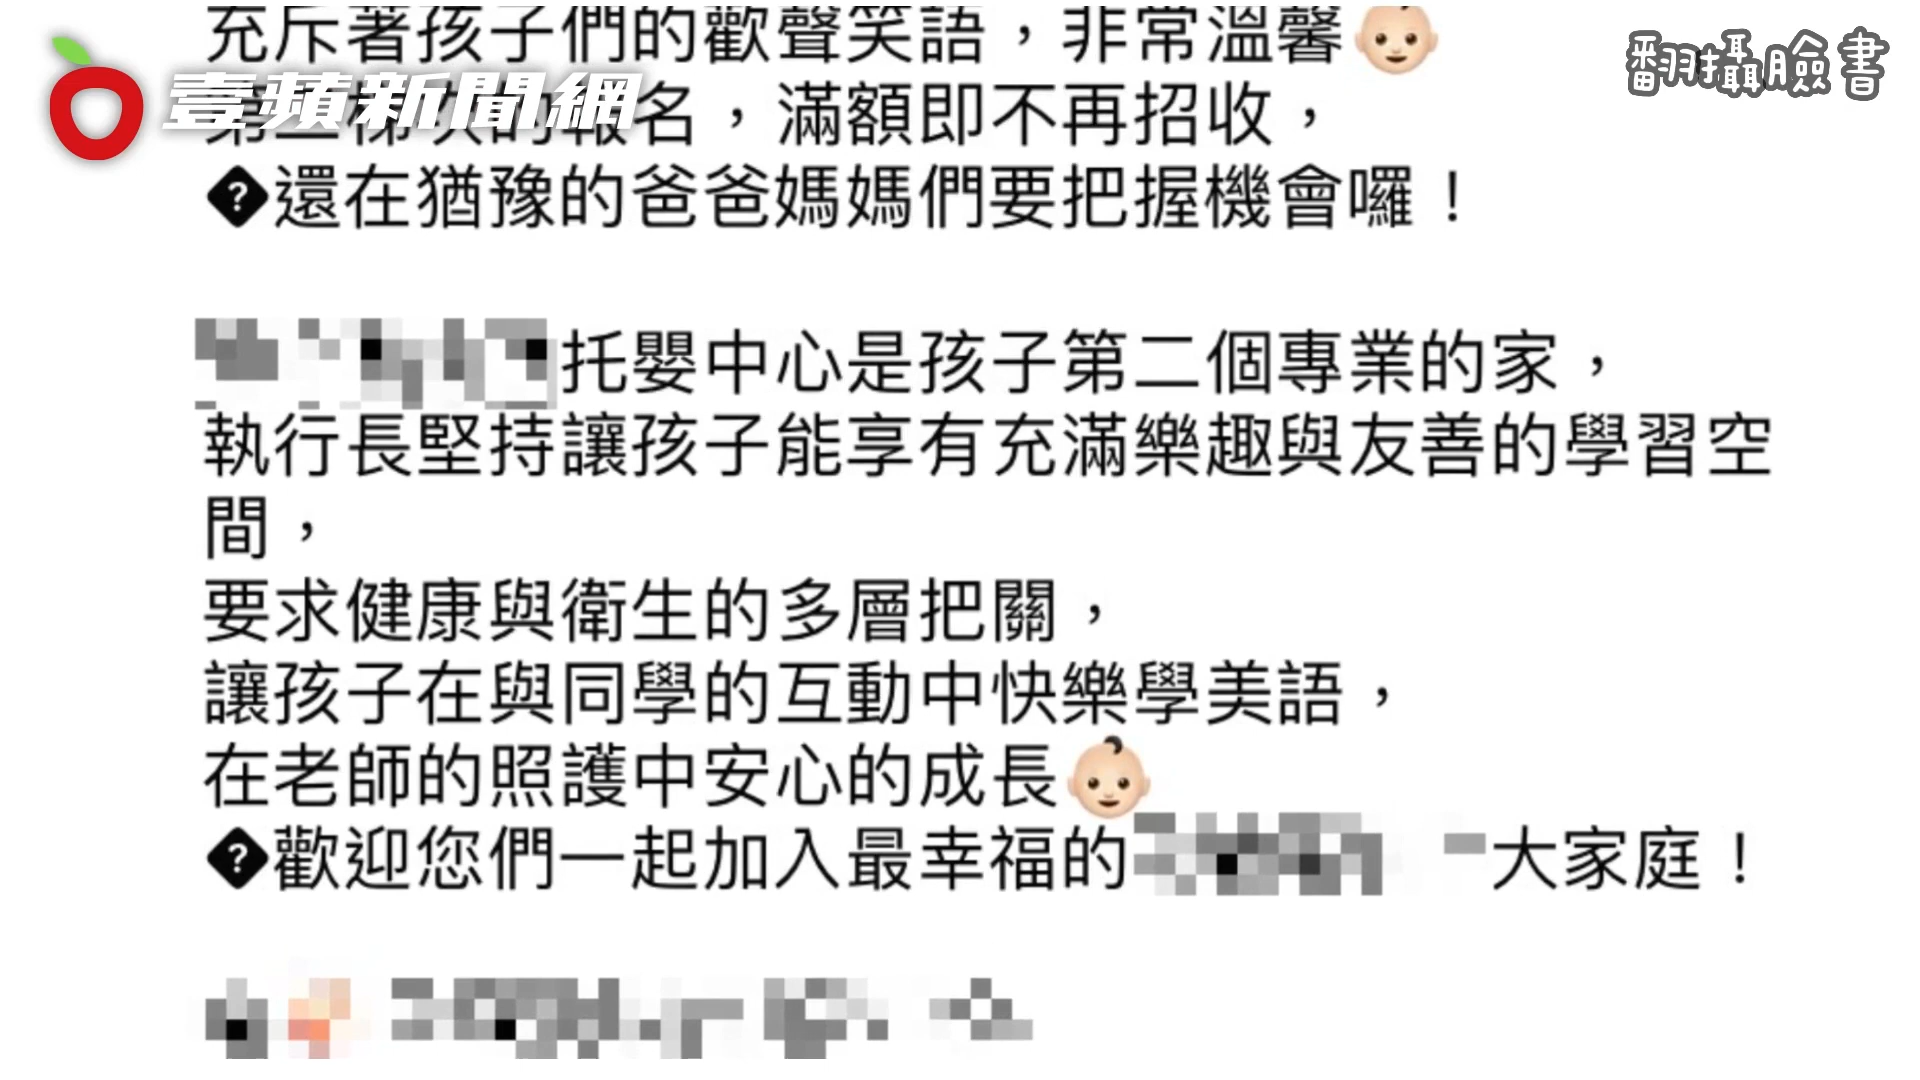 充斥著孩子們的歡聲笑語，非常溫馨👶🏻
壹蘋新聞網
翻攝臉書
名，滿額即不再招收，
�還在猶豫的爸爸媽媽們要把握機會囉！
托嬰中心是孩子第二個專業的家，
執行長堅持讓孩子能享有充滿樂趣與友善的學習空
間，
要求健康與衛生的多層把關，
讓孩子在與同學的互動中快樂學美語，
在老師的照護中安心的成長👶🏻
�歡迎您們一起加入最幸福的
大家庭！